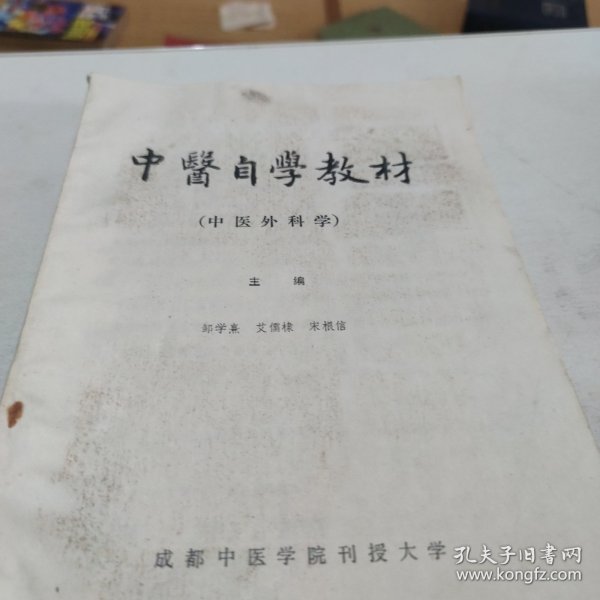 中醫自學教材
(中医外科学)
主 编
邹学熹 艾儒棣 宋根信
成都中医学院刊授大学
孔夫子旧书网
www.kongfz.com